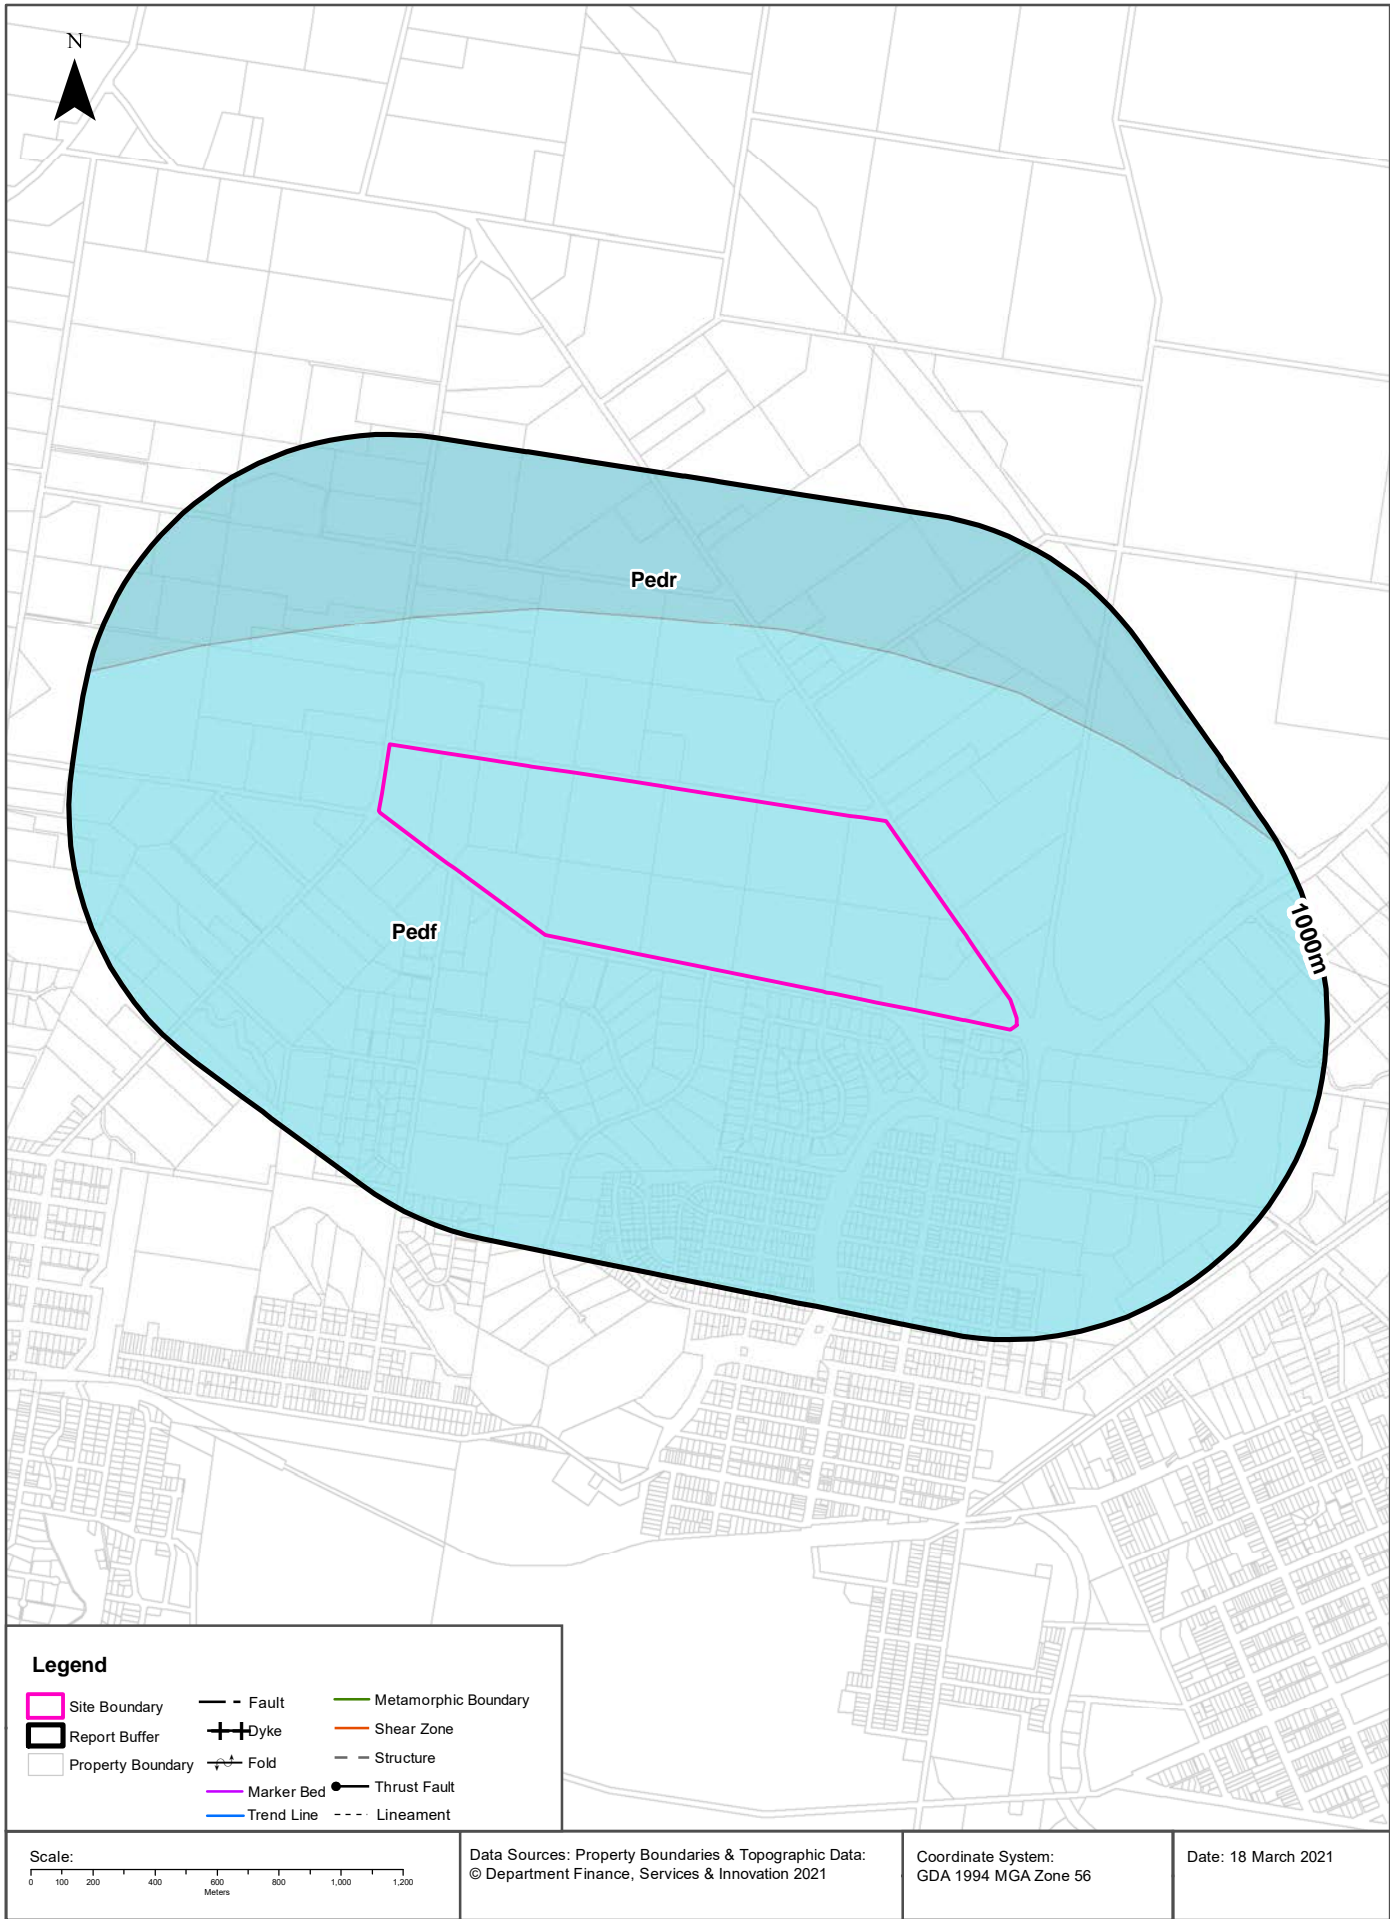 N
Pedr
Pedf
1000m
Legend
Site Boundary
Report Buffer
Property Boundary
Fault
Dyke
Fold
Marker Bed
Trend Line
Metamorphic Boundary
Shear Zone
Structure
Thrust Fault
Lineament
Scale:
0 100 200 400 600 800 1,000 1,200
Meters
Data Sources: Property Boundaries & Topographic Data:
© Department Finance, Services & Innovation 2021
Coordinate System:
GDA 1994 MGA Zone 56
Date: 18 March 2021